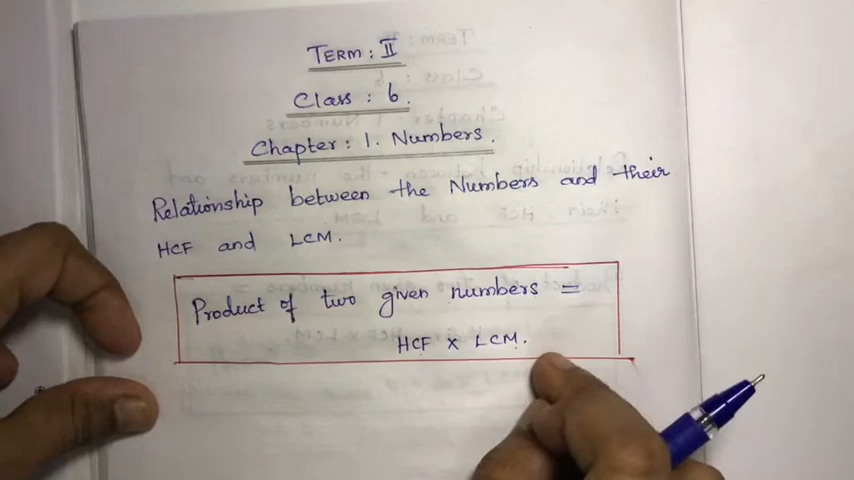 TERM : II
Class : 6.
Chapter : 1. Numbers.
Relationship between the Numbers and their
HCF and LCM.
Product of two given numbers =
HCF x LCM.